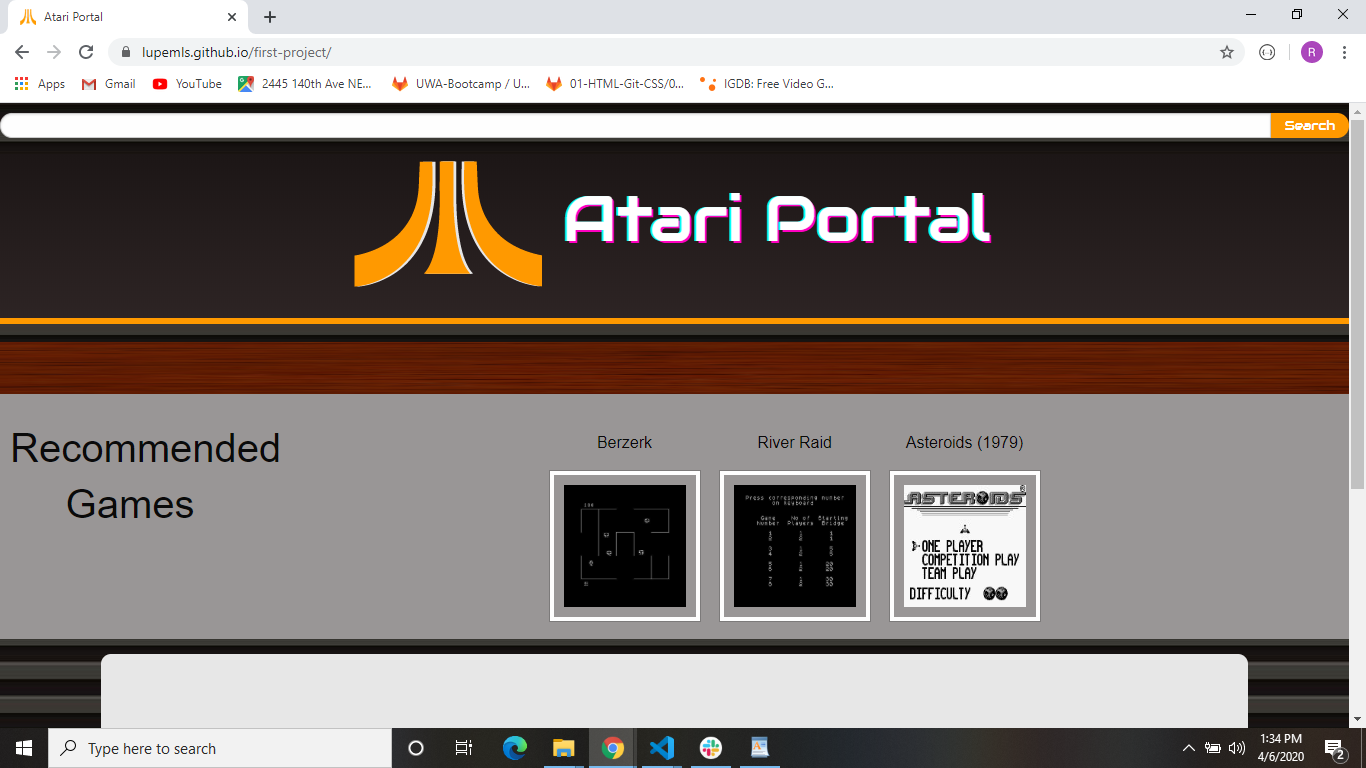 Atari Portal
lupemls.github.io/first-project/
R
Apps
Gmail
YouTube
2445 140th Ave NE...
UWA-Bootcamp / U...
01-HTML-Git-CSS/0...
IGDB: Free Video G...
Search
Atari Portal
Recommended
Games
Berzerk
River Raid
Asteroids (1979)
Press corresponding number
on keyboard
Game No of Starting
Number Players Bridge
ASTEROIDS
ONE PLAYER
COMPETITION PLAY
TEAM PLAY
DIFFICULTY
Type here to search
1:34 PM
4/6/2020
2